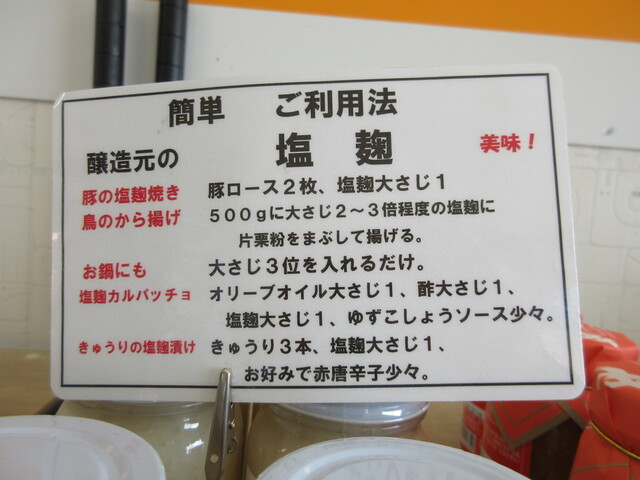 簡単　ご利用法
醸造元の　塩　麹　美味！
豚の塩麹焼き　豚ロース２枚、塩麹大さじ１
鳥のから揚げ　５００ｇに大さじ２～３倍程度の塩麹に
片栗粉をまぶして揚げる。
お鍋にも　大さじ３位を入れるだけ。
塩麹カルバッチョ　オリーブオイル大さじ１、酢大さじ１、
塩麹大さじ１、ゆずこしょうソース少々。
きゅうりの塩麹漬け　きゅうり３本、塩麹大さじ１、
お好みで赤唐辛子少々。